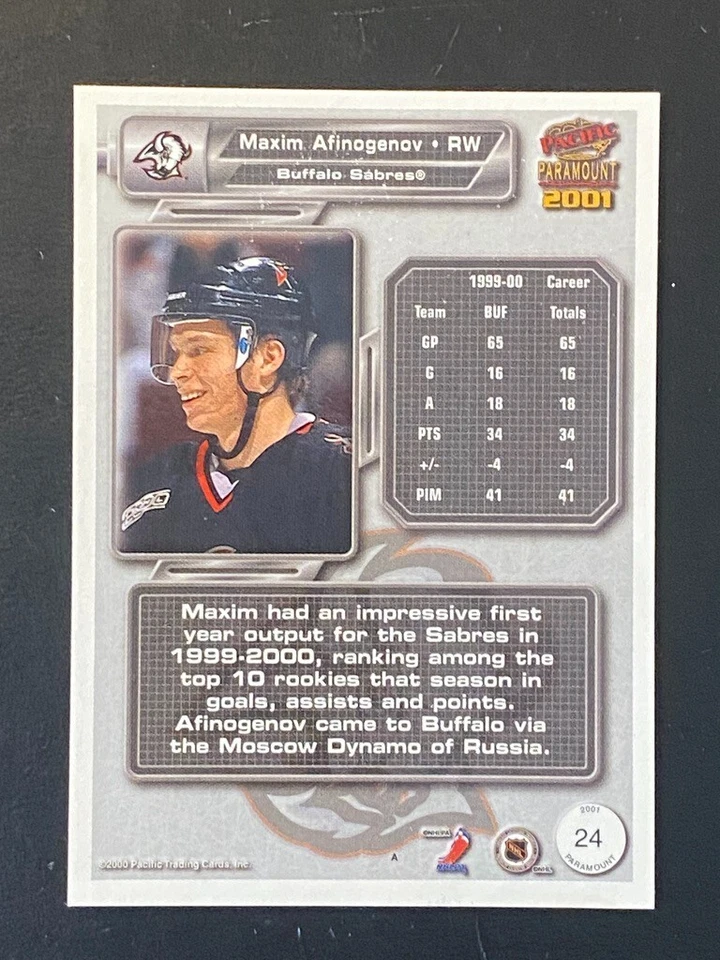 Maxim Afinogenov • RW
Buffalo Sabres®
PACIFIC
PARAMOUNT
2001
1999-00 Career
Team BUF Totals
GP 65 65
G 16 16
A 18 18
PTS 34 34
+/- -4 -4
PIM 41 41
Maxim had an impressive first
year output for the Sabres in
1999-2000, ranking among the
top 10 rookies that season in
goals, assists and points.
Afinogenov came to Buffalo via
the Moscow Dynamo of Russia.
©2000 Pacific Trading Cards, Inc.
A
©NHLPA
NHL
©NHL
2001
24
PARAMOUNT